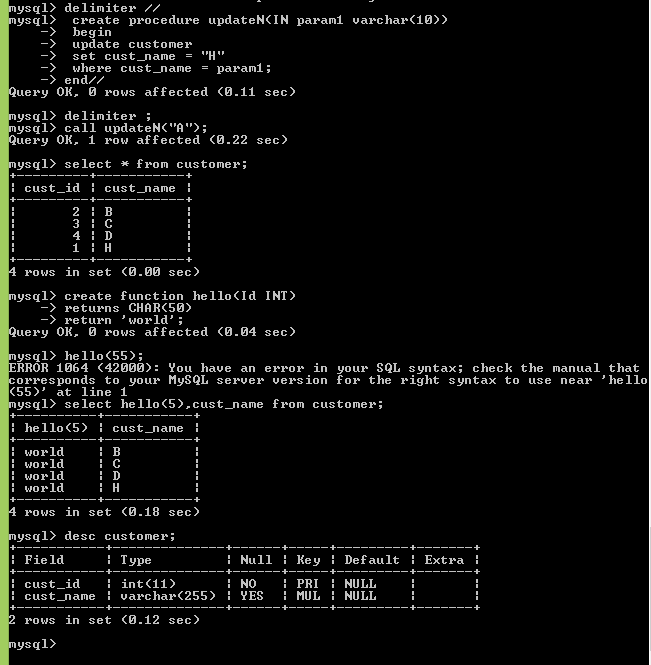 mysql> delimiter //
mysql>  create procedure updateN(IN param1 varchar(10))
    ->  begin
    ->  update customer
    ->  set cust_name = "H"
    ->  where cust_name = param1;
    -> end//
Query OK, 0 rows affected (0.11 sec)

mysql> delimiter ;
mysql> call updateN("A");
Query OK, 1 row affected (0.22 sec)

mysql> select * from customer;
+---------+-----------+
| cust_id | cust_name |
+---------+-----------+
|       2 | B         |
|       3 | C         |
|       4 | D         |
|       1 | H         |
+---------+-----------+
4 rows in set (0.00 sec)

mysql> create function hello(Id INT)
    -> returns CHAR(50)
    -> return 'world';
Query OK, 0 rows affected (0.04 sec)

mysql> hello(55);
ERROR 1064 (42000): You have an error in your SQL syntax; check the manual that
corresponds to your MySQL server version for the right syntax to use near 'hello
(55)' at line 1
mysql> select hello(5),cust_name from customer;
+----------+-----------+
| hello(5) | cust_name |
+----------+-----------+
| world    | B         |
| world    | C         |
| world    | D         |
| world    | H         |
+----------+-----------+
4 rows in set (0.18 sec)

mysql> desc customer;
+-----------+--------------+------+-----+---------+-------+
| Field     | Type         | Null | Key | Default | Extra |
+-----------+--------------+------+-----+---------+-------+
| cust_id   | int(11)      | NO   | PRI | NULL    |       |
| cust_name | varchar(255) | YES  | MUL | NULL    |       |
+-----------+--------------+------+-----+---------+-------+
2 rows in set (0.12 sec)

mysql>